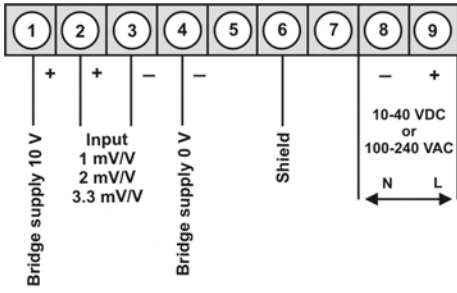 1 2 3 4 5 6 7 8 9
+ + – – – +
Bridge supply 10 V
Input
1 mV/V
2 mV/V
3.3 mV/V
Bridge supply 0 V
Shield
10-40 VDC
or
100-240 VAC
N L